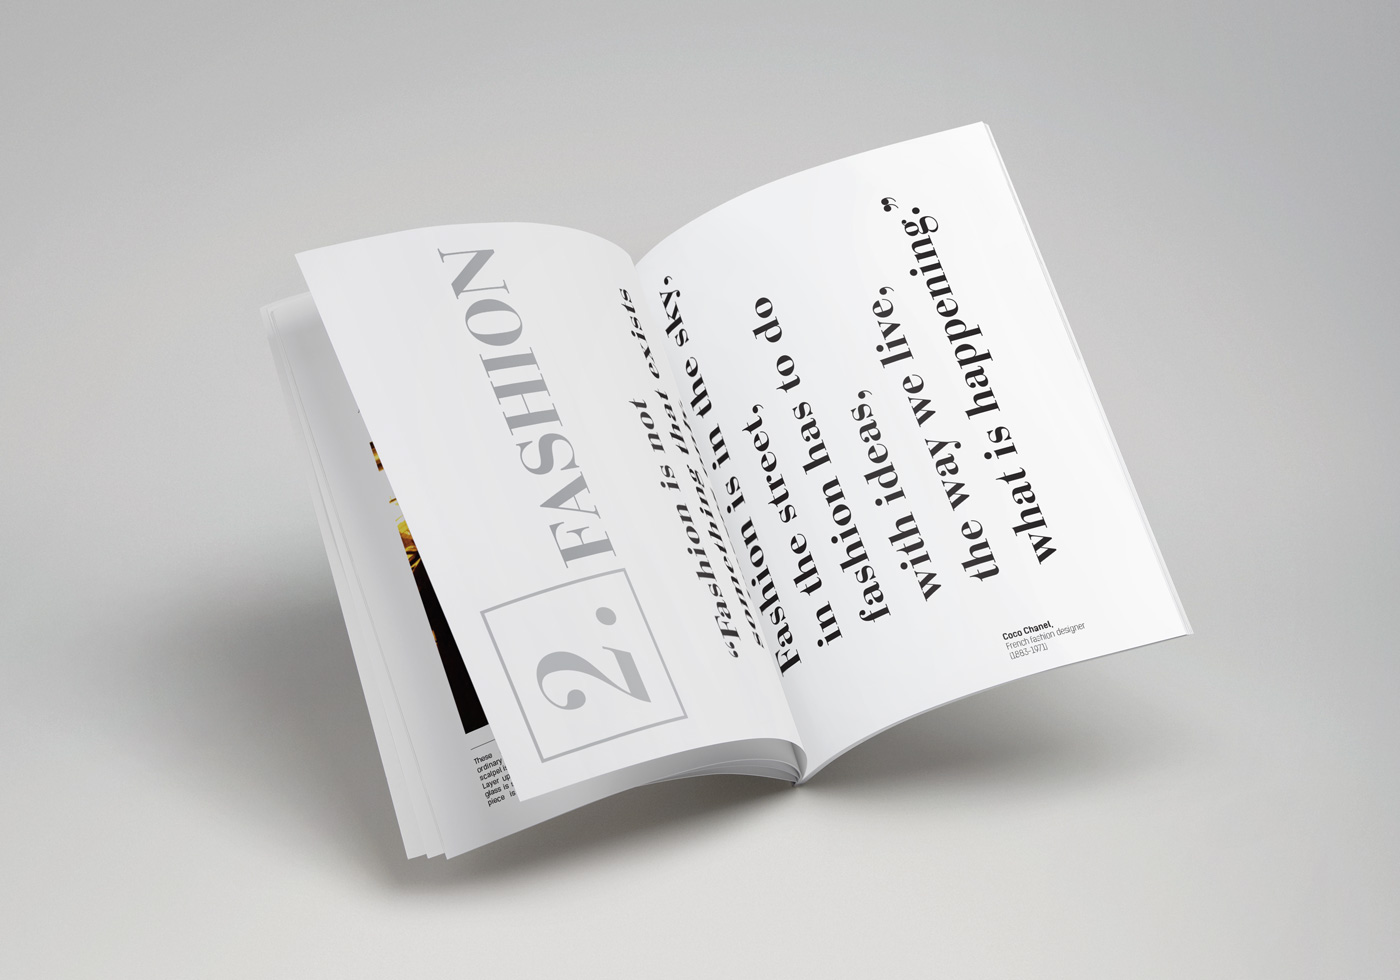 2.
FASHION
“Fashion is not
something that exists
Fashion is in the sky,
in the street,
fashion has to do
with ideas,
the way we live,
what is happening.”
Coco Chanel,
French fashion designer
(1883-1971)
These
ordinary
scalpel
Layer up
glass is
piece is